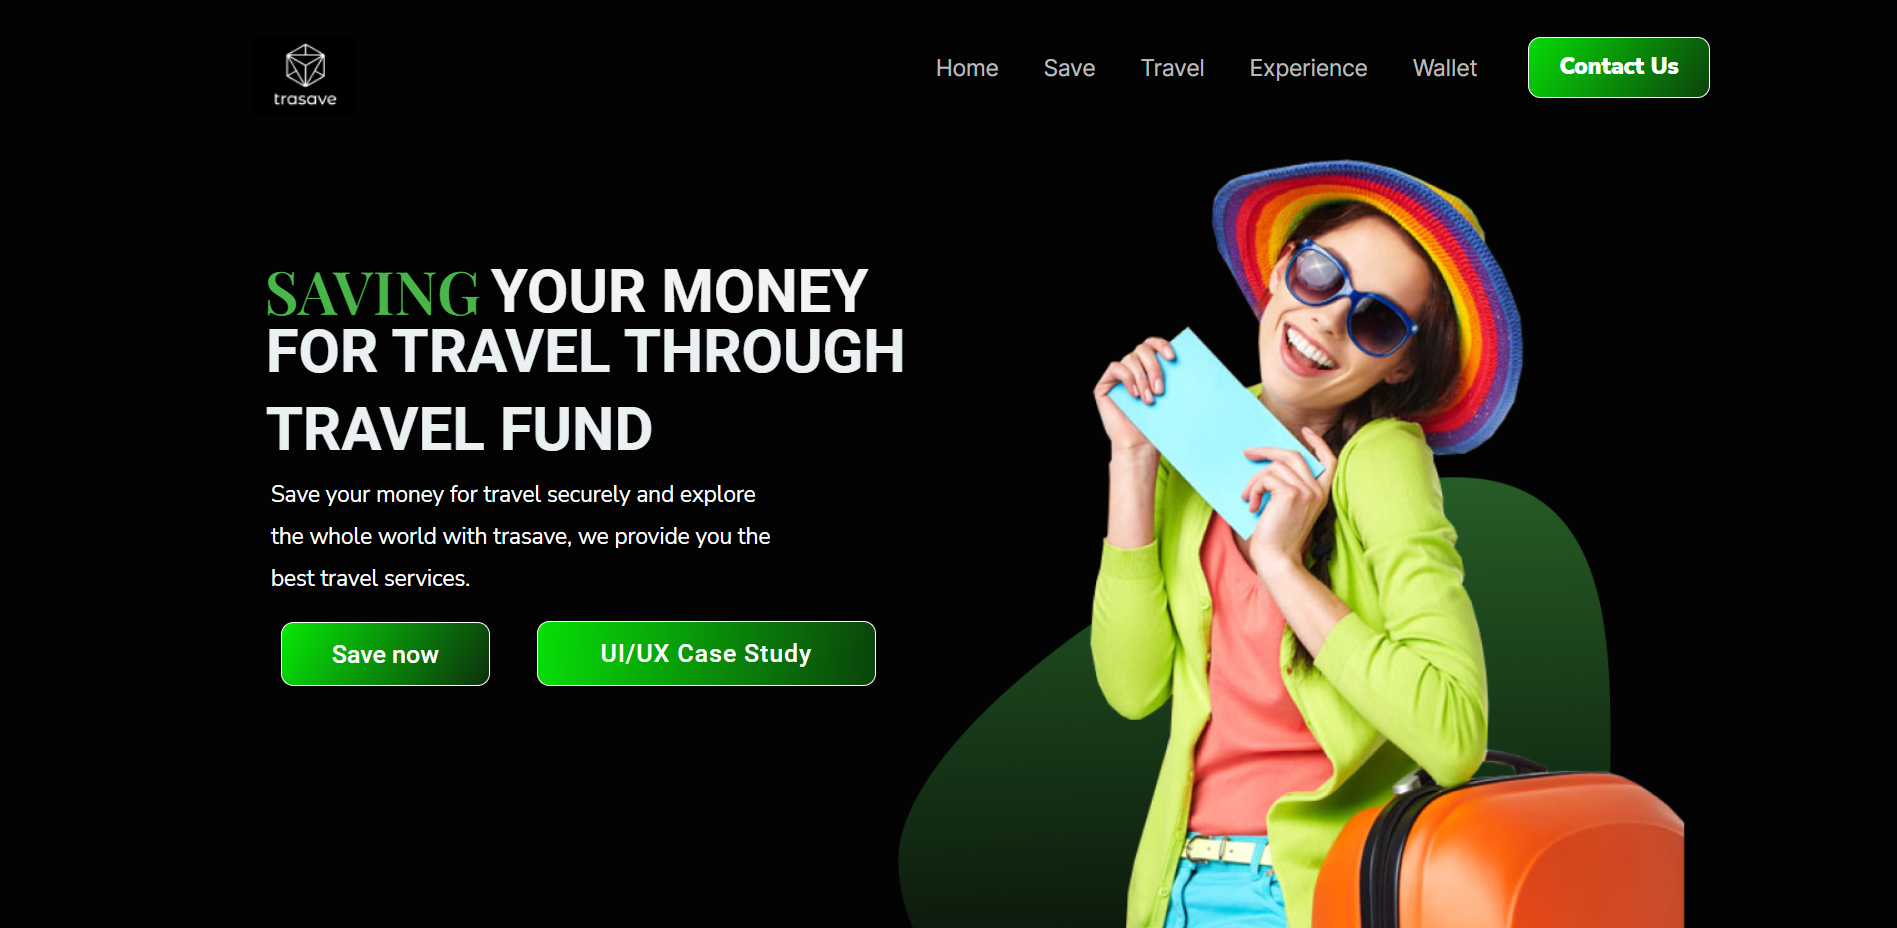 trasave
Home
Save
Travel
Experience
Wallet
Contact Us
SAVING YOUR MONEY
FOR TRAVEL THROUGH
TRAVEL FUND
Save your money for travel securely and explore
the whole world with trasave, we provide you the
best travel services.
Save now
UI/UX Case Study